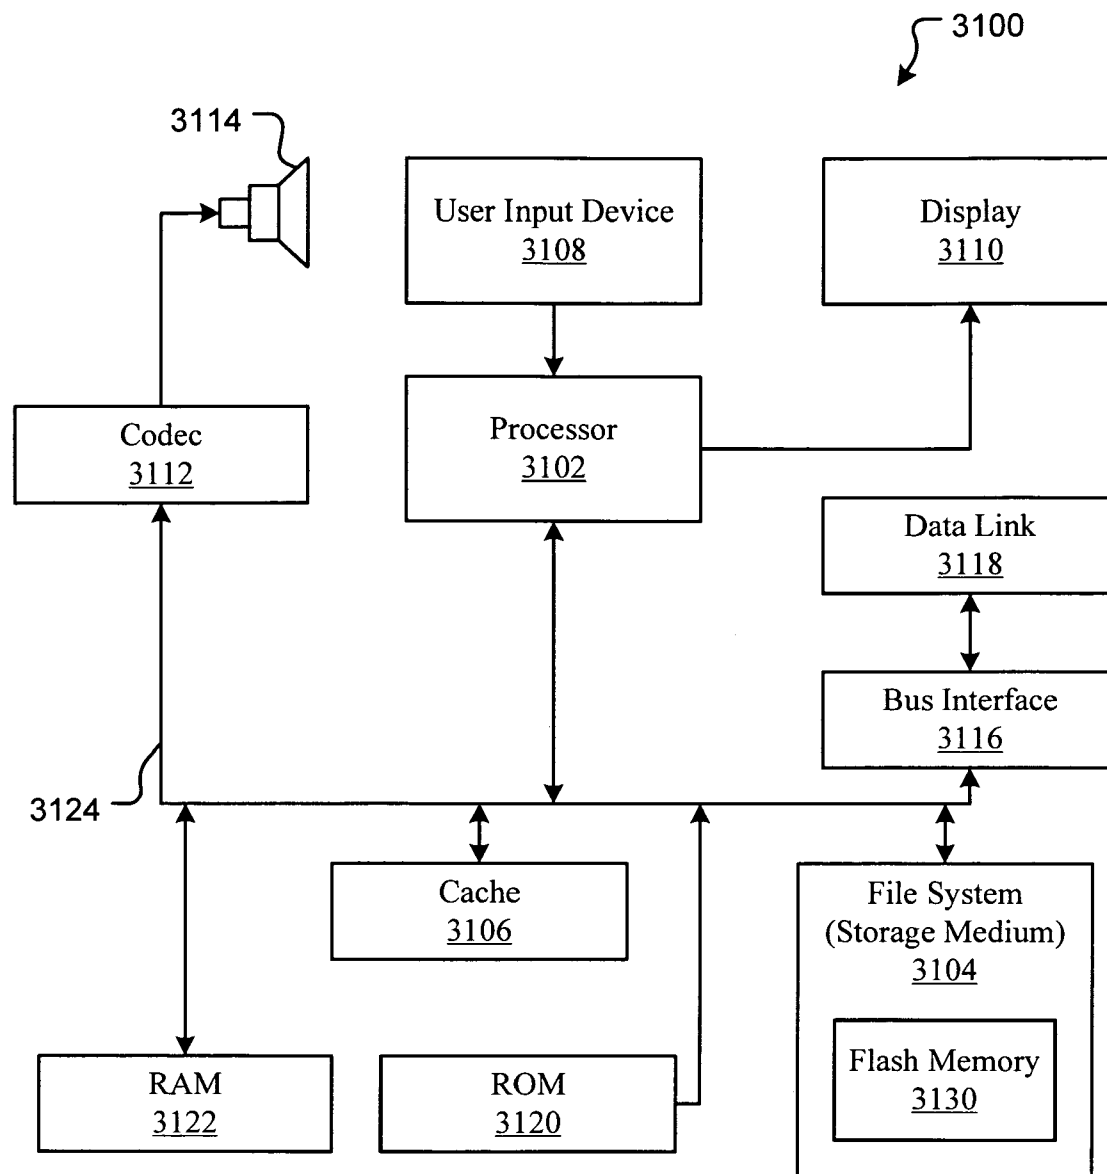 3100
3114
User Input Device
3108
Display
3110
Codec
3112
Processor
3102
Data Link
3118
Bus Interface
3116
3124
Cache
3106
File System
(Storage Medium)
3104
RAM
3122
ROM
3120
Flash Memory
3130